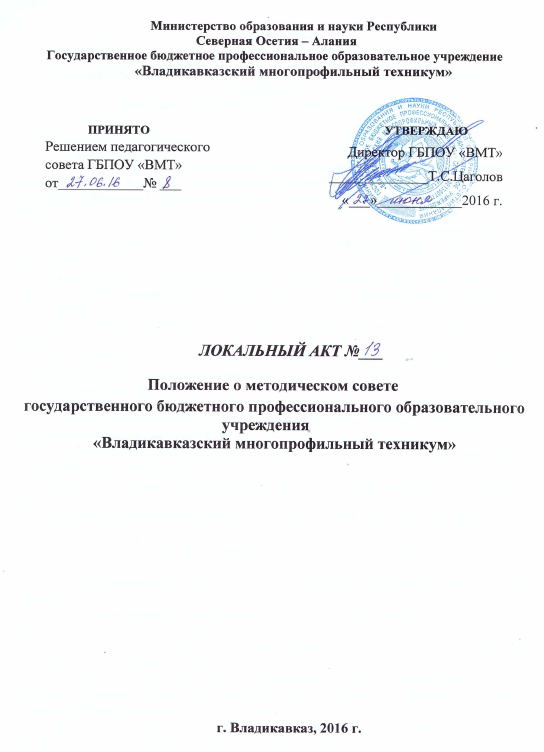 Министерство образования и науки Республики
Северная Осетия – Алания
Государственное бюджетное профессиональное образовательное учреждение
«Владикавказский многопрофильный техникум»
ПРИНЯТО
Решением педагогического
совета ГБПОУ «ВМТ»
от 27.06.16 № 8
УТВЕРЖДАЮ
Директор ГБПОУ «ВМТ»
Т.С.Цаголов
«27» июня 2016 г.
ЛОКАЛЬНЫЙ АКТ № 13
Положение о методическом совете
государственного бюджетного профессионального образовательного
учреждения
«Владикавказский многопрофильный техникум»
г. Владикавказ, 2016 г.